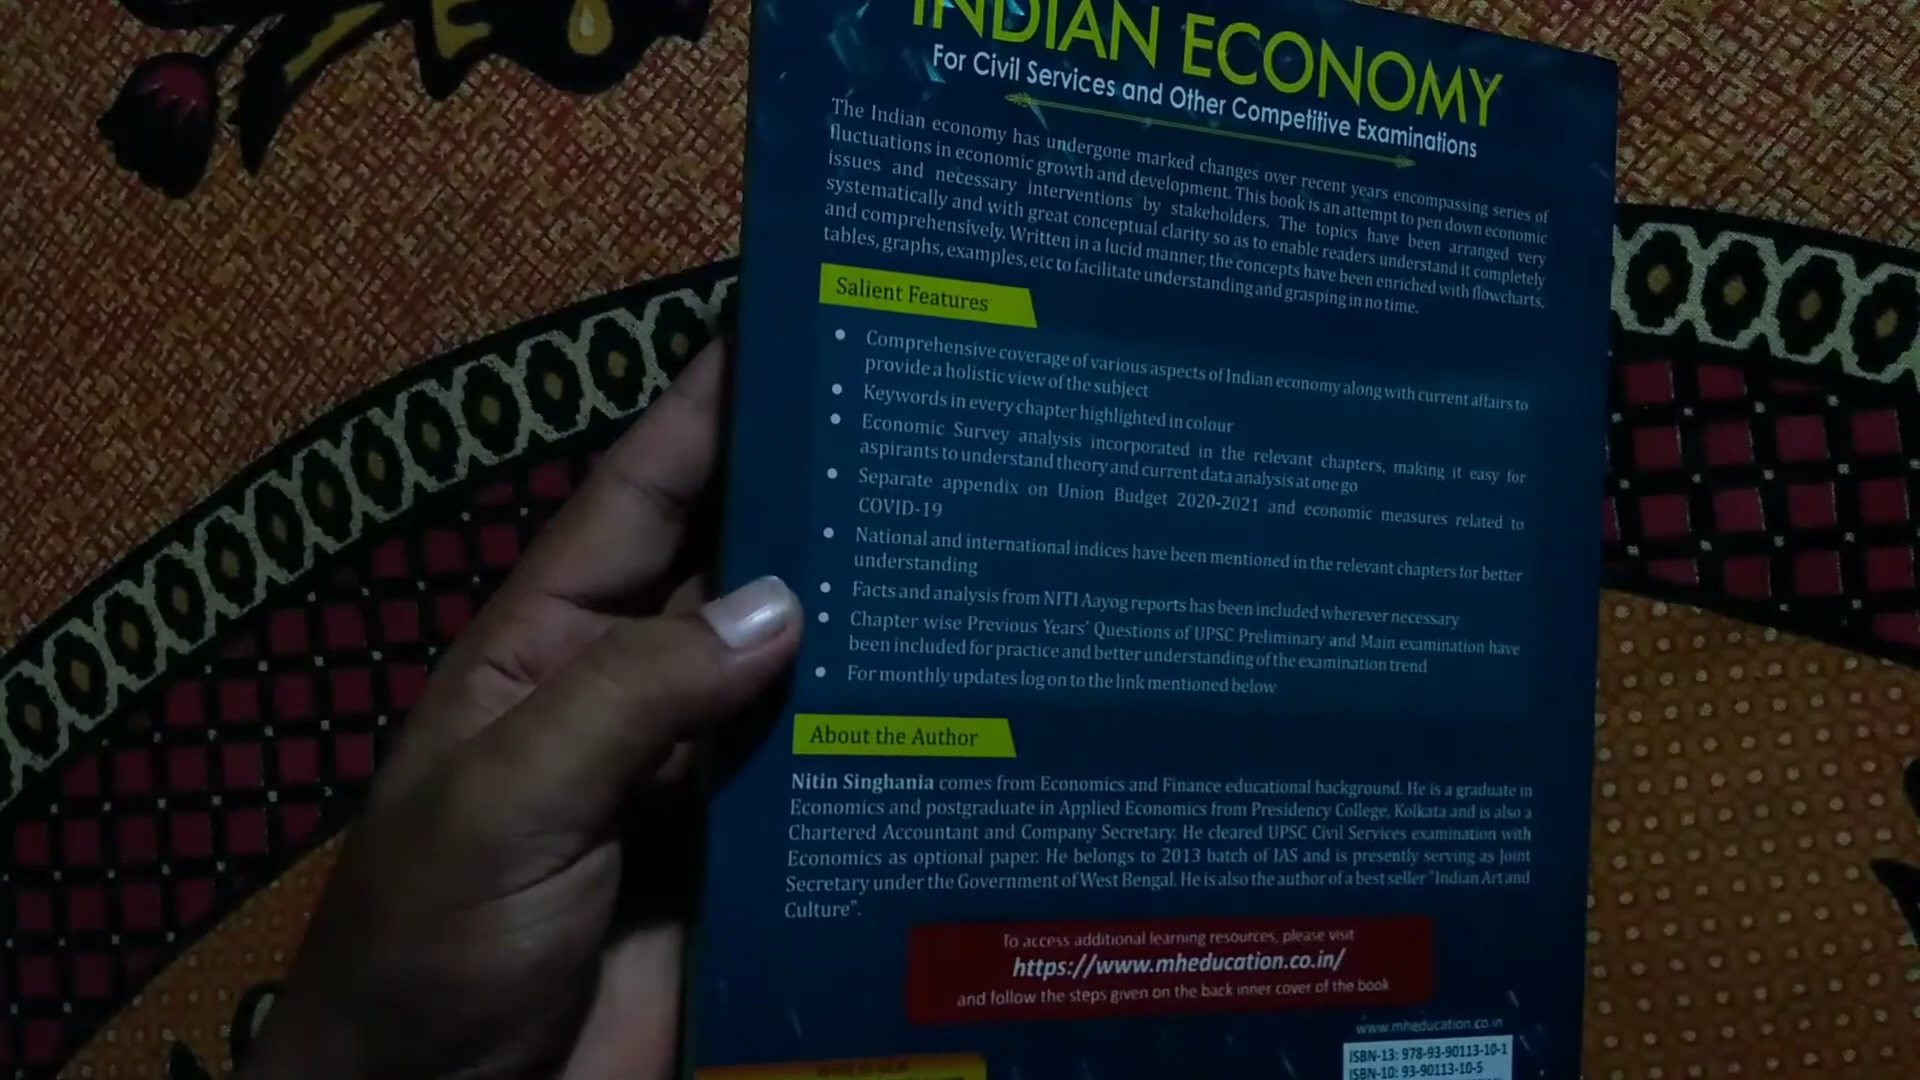 INDIAN ECONOMY
For Civil Services and Other Competitive Examinations
The Indian economy has undergone marked changes over recent years encompassing series of
fluctuations in economic growth and development. This book is an attempt to pen down economic
issues and necessary interventions by stakeholders. The topics have been arranged very
systematically and with great conceptual clarity so as to enable readers understand it completely
and comprehensively. Written in a lucid manner, the concepts have been enriched with flowcharts,
tables, graphs, examples, etc to facilitate understanding and grasping in no time.
Salient Features
● Comprehensive coverage of various aspects of Indian economy along with current affairs to
provide a holistic view of the subject
● Keywords in every chapter highlighted in colour
● Economic Survey analysis incorporated in the relevant chapters, making it easy for
aspirants to understand theory and current data analysis at one go
● Separate appendix on Union Budget 2020-2021 and economic measures related to
COVID-19
● National and international indices have been mentioned in the relevant chapters for better
understanding
● Facts and analysis from NITI Aayog reports has been included wherever necessary
● Chapter wise Previous Years' Questions of UPSC Preliminary and Main examination have
been included for practice and better understanding of the examination trend
● For monthly updates log on to the link mentioned below
About the Author
Nitin Singhania comes from Economics and Finance educational background. He is a graduate in
Economics and postgraduate in Applied Economics from Presidency College, Kolkata and is also a
Chartered Accountant and Company Secretary. He cleared UPSC Civil Services examination with
Economics as optional paper. He belongs to 2013 batch of IAS and is presently serving as Joint
Secretary under the Government of West Bengal. He is also the author of a best seller "Indian Art and
Culture".
To access additional learning resources, please visit
https://www.mheducation.co.in/
and follow the steps given on the back inner cover of the book
www.mheducation.co.in
ISBN-13: 978-93-90113-10-1
ISBN-10: 93-90113-10-5